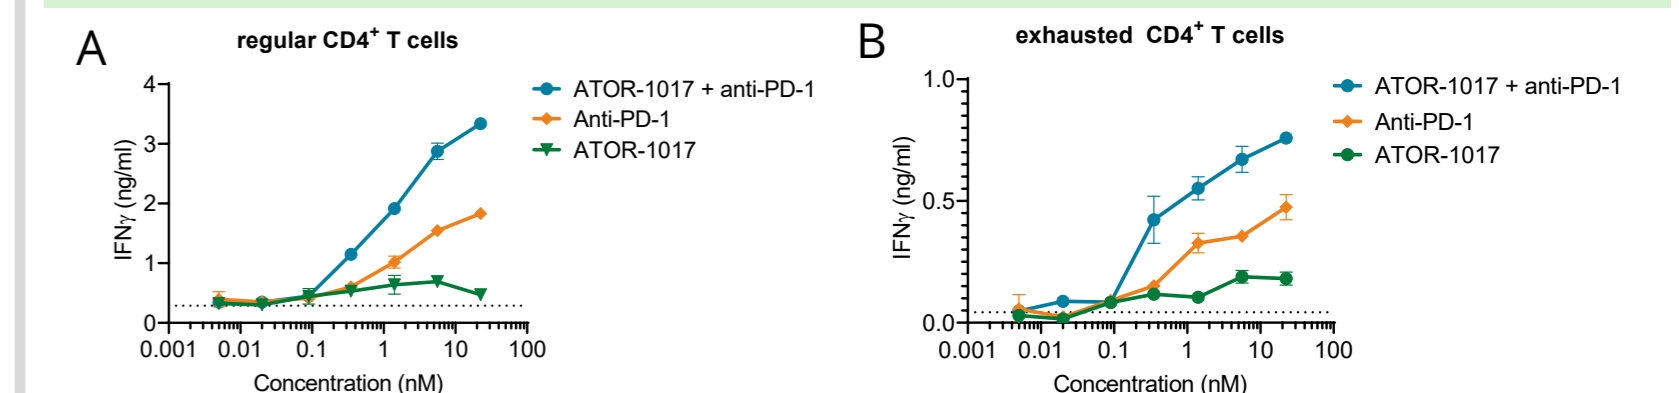 A
regular CD4+ T cells
4
3
2
1
0
IFNγ (ng/ml)
0.001 0.01 0.1 1 10 100
Concentration (nM)
ATOR-1017 + anti-PD-1
Anti-PD-1
ATOR-1017
B
exhausted CD4+ T cells
1.0
0.5
0.0
IFNγ (ng/ml)
0.001 0.01 0.1 1 10 100
Concentration (nM)
ATOR-1017 + anti-PD-1
Anti-PD-1
ATOR-1017